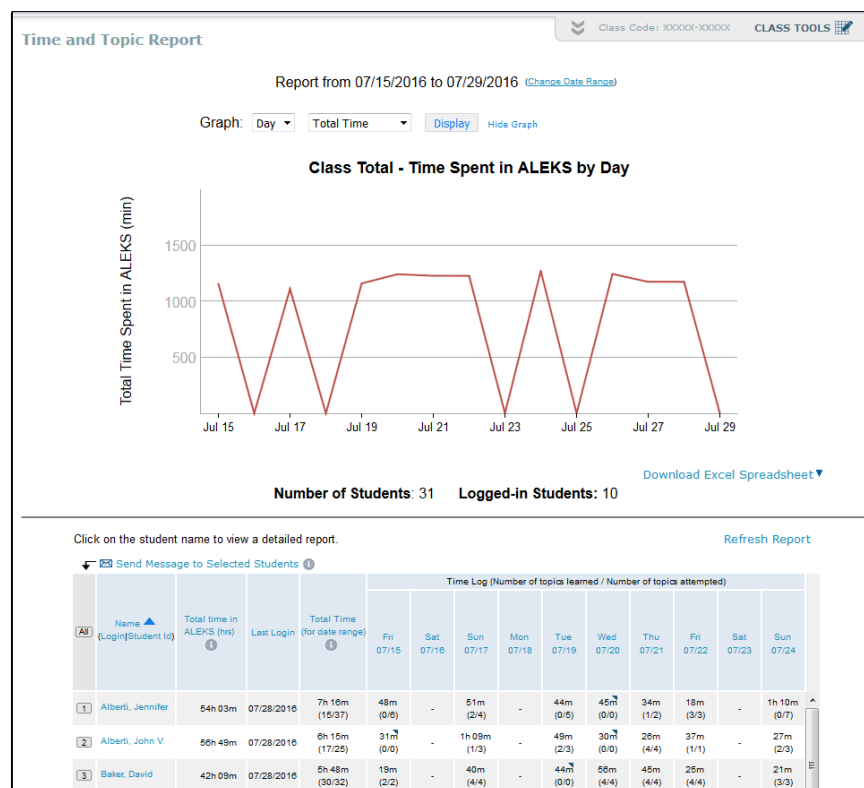 Class Code: XXXXX-XXXXX CLASS TOOLS
Time and Topic Report
Report from 07/15/2016 to 07/29/2016 (Change Date Range)
Graph: Day Total Time Display Hide Graph
Class Total - Time Spent in ALEKS by Day
Total Time Spent in ALEKS (min)
1500
1000
500
Jul 15 Jul 17 Jul 19 Jul 21 Jul 23 Jul 25 Jul 27 Jul 29
Download Excel Spreadsheet
Number of Students: 31 Logged-in Students: 10
Click on the student name to view a detailed report. Refresh Report
Send Message to Selected Students
Time Log (Number of topics learned / Number of topics attempted)
All
Name
(Login|Student Id)
Total time in
ALEKS (hrs)
Last Login
Total Time
(for date range)
Fri Sat Sun Mon Tue Wed Thu Fri Sat Sun
07/15 07/16 07/17 07/18 07/19 07/20 07/21 07/22 07/23 07/24
1 Alberti, Jennifer 54h 03m 07/28/2016 7h 16m 48m - 51m - 44m 45m 34m 18m - 1h 10m
(15/37) (0/6) (2/4) (0/5) (0/0) (1/2) (3/3) (0/7)
2 Alberti, John V. 56h 49m 07/28/2016 6h 15m 31m - 1h 09m - 49m 30m 26m 37m - 27m
(17/25) (0/0) (1/3) (2/3) (0/0) (4/4) (1/1) (2/3)
3 Baker, David 42h 09m 07/28/2016 5h 48m 19m - 40m - 44m 56m 45m 25m - 21m
(30/32) (2/2) (4/4) (0/0) (4/4) (4/4) (4/4) (3/3)